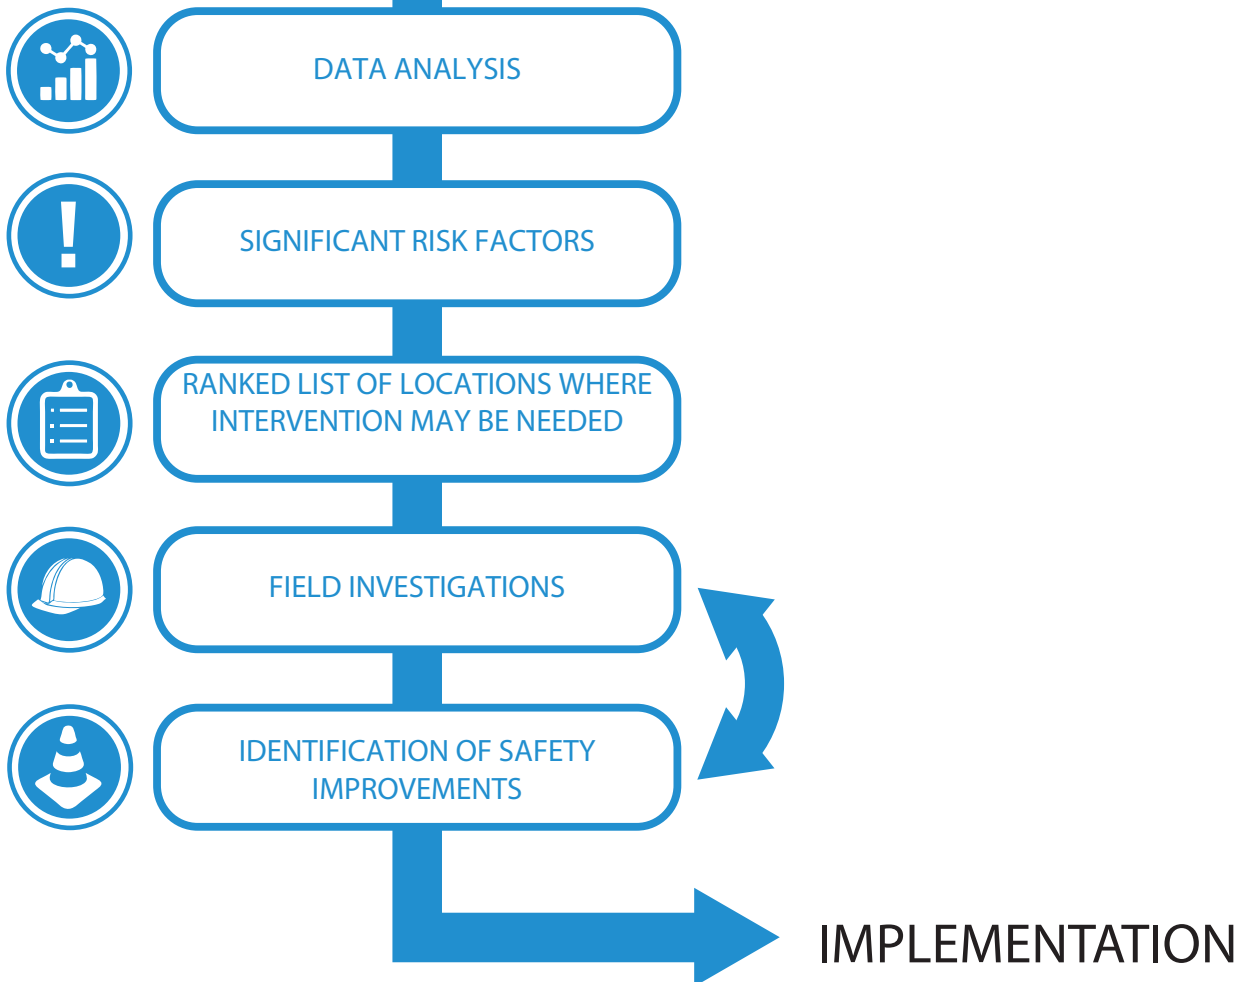 DATA ANALYSIS
SIGNIFICANT RISK FACTORS
RANKED LIST OF LOCATIONS WHERE
INTERVENTION MAY BE NEEDED
FIELD INVESTIGATIONS
IDENTIFICATION OF SAFETY
IMPROVEMENTS
IMPLEMENTATION